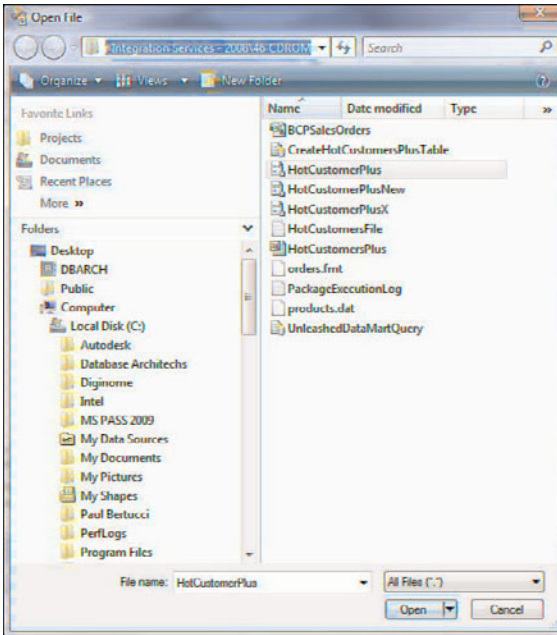 Open File
Integration Services - 2008\46 CDROM
Search
Organize
Views
New Folder
Favorite Links
Projects
Documents
Recent Places
More »
Folders
Desktop
DBARCH
Public
Computer
Local Disk (C:)
Autodesk
Database Architechs
Diginome
Intel
MS PASS 2009
My Data Sources
My Documents
My Pictures
My Shapes
Paul Bertucci
PerfLogs
Program Files
Name
Date modified
Type
»
BCPSalesOrders
CreateHotCustomersPlusTable
HotCustomerPlus
HotCustomerPlusNew
HotCustomerPlusX
HotCustomersFile
HotCustomersPlus
orders.fmt
PackageExecutionLog
products.dat
UnleashedDataMartQuery
File name:
HotCustomerPlus
All Files (*.*)
Open
Cancel